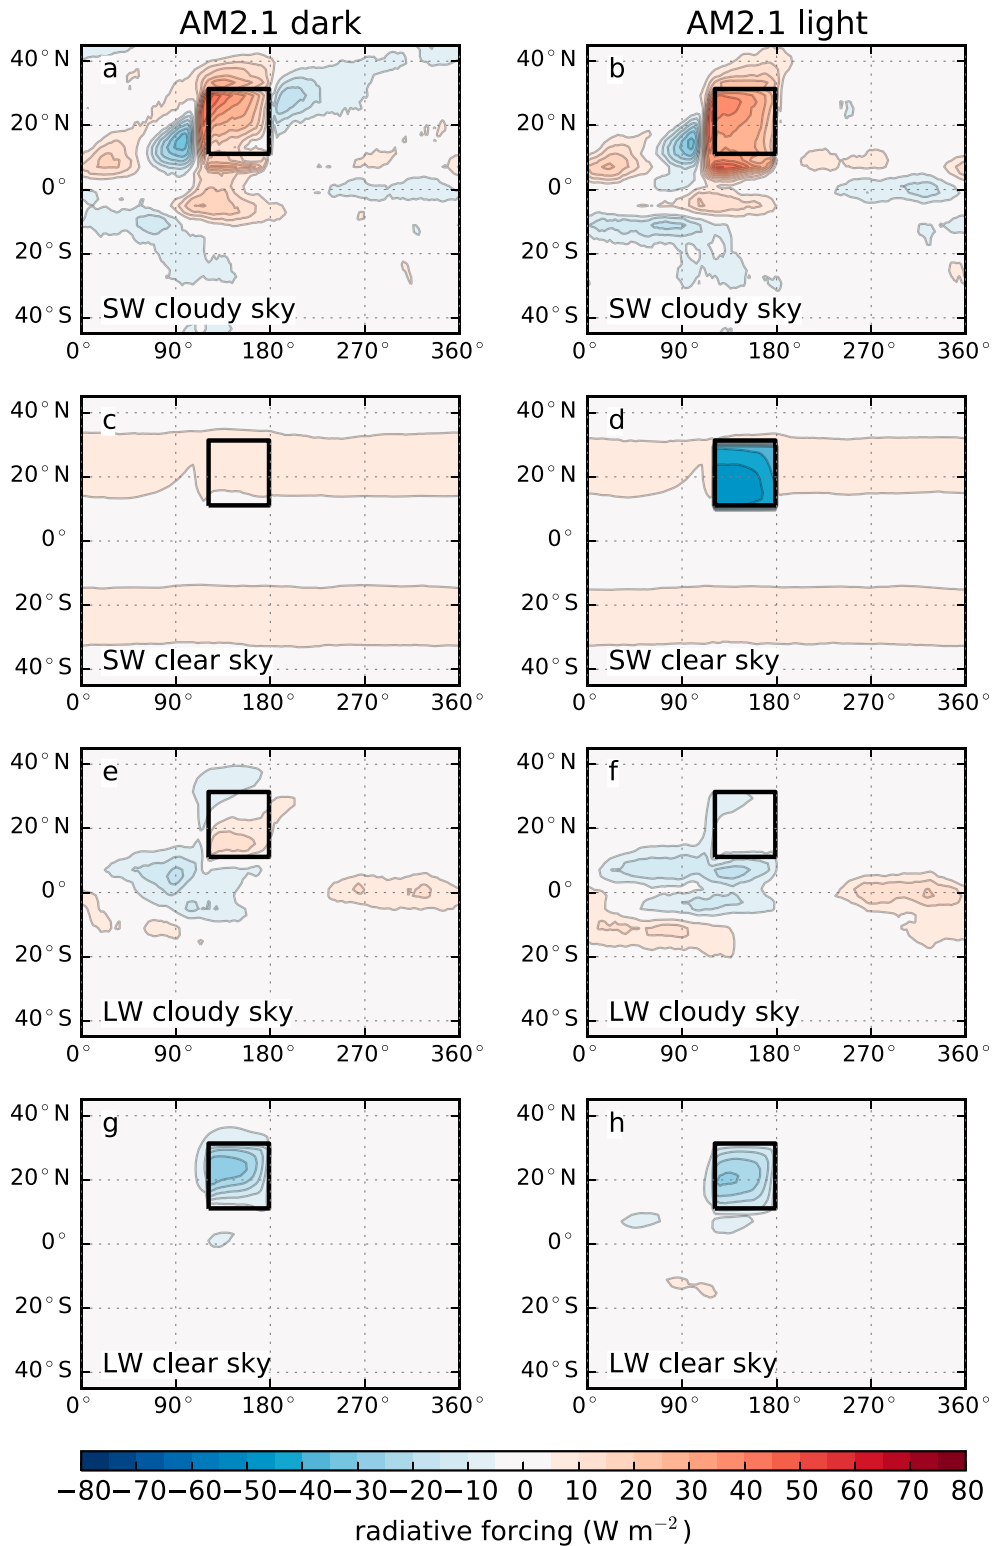 AM2.1 dark AM2.1 light
40°N a 40°N b
20°N 20°N
0° 0°
20°S 20°S
40°S SW cloudy sky 40°S SW cloudy sky
0° 90° 180° 270° 360° 0° 90° 180° 270° 360°
40°N c 40°N d
20°N 20°N
0° 0°
20°S 20°S
40°S SW clear sky 40°S SW clear sky
0° 90° 180° 270° 360° 0° 90° 180° 270° 360°
40°N e 40°N f
20°N 20°N
0° 0°
20°S 20°S
40°S LW cloudy sky 40°S LW cloudy sky
0° 90° 180° 270° 360° 0° 90° 180° 270° 360°
40°N g 40°N h
20°N 20°N
0° 0°
20°S 20°S
40°S LW clear sky 40°S LW clear sky
0° 90° 180° 270° 360° 0° 90° 180° 270° 360°
−80 −70 −60 −50 −40 −30 −20 −10 0 10 20 30 40 50 60 70 80
radiative forcing (W m⁻²)